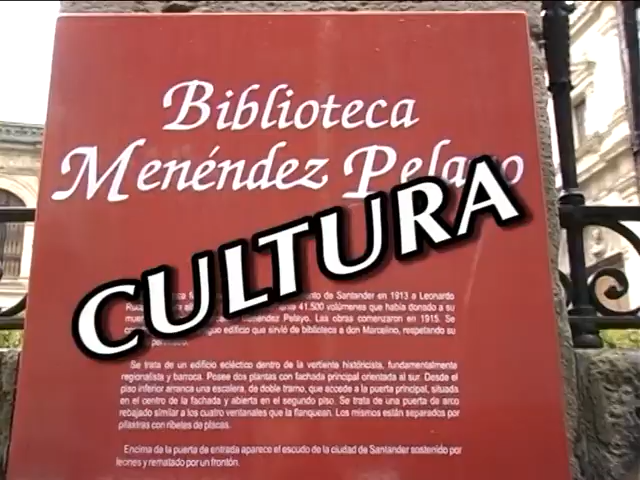 Biblioteca
Menéndez Pelayo
CULTURA
nto de Santander en 1913 a Leonardo
41.500 volúmenes que había donado a su
Menéndez Pelayo. Las obras comenzaron en 1915. Se
edificio que sirvió de biblioteca a don Marcelino, respetando su
Se trata de un edificio ecléctico dentro de la vertiente historicista, fundamentalmente
regionalista y barroca. Posee dos plantas con fachada principal orientada al sur. Desde el
piso inferior arranca una escalera, de doble tramo, que accede a la puerta principal, situada
en el centro de la fachada y abierta en el segundo piso. Se trata de una puerta de arco
rebajado similar a los cuatro ventanales que la flanquean. Los mismos están separados por
pilastras con ribetes de placas.
Encima de la puerta de entrada aparece el escudo de la ciudad de Santander sostenido por
leones y rematado por un frontón.